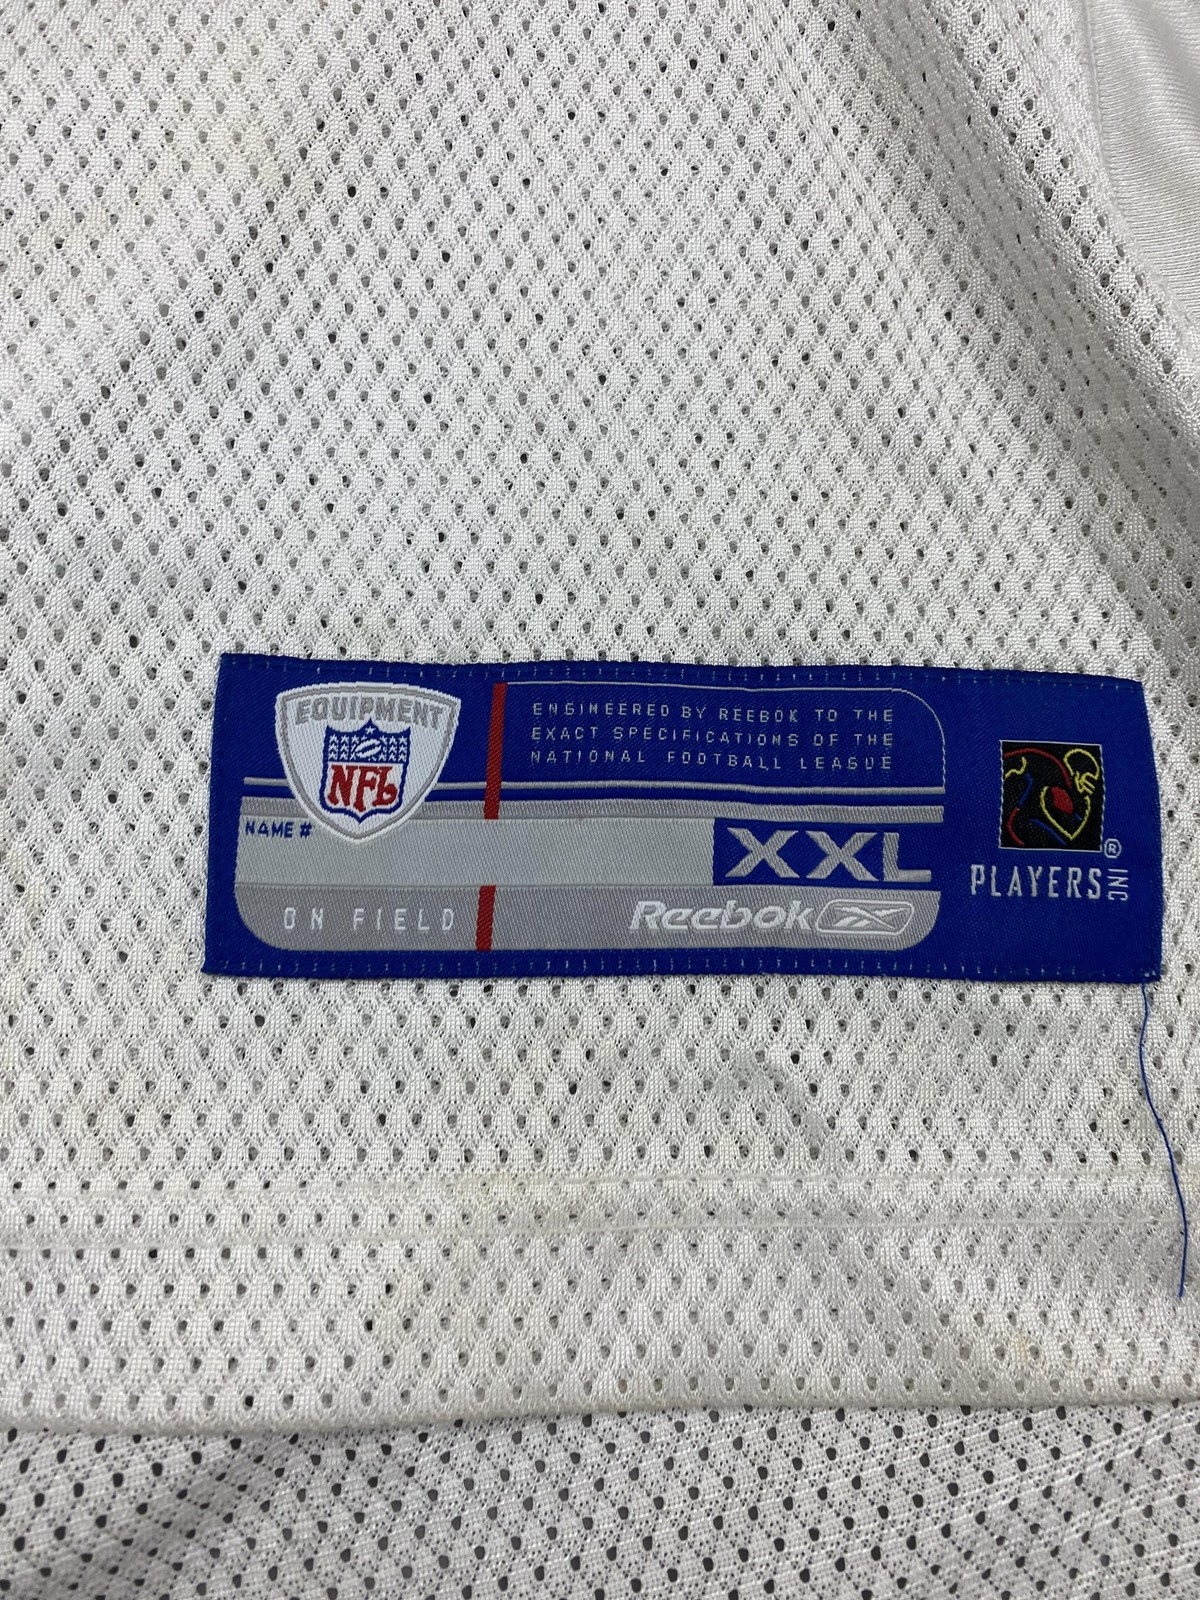 EQUIPMENT
NFL
ENGINEERED BY REEBOK TO THE
EXACT SPECIFICATIONS OF THE
NATIONAL FOOTBALL LEAGUE
NAME #
XXL
ON FIELD
Reebok
PLAYERS INC
®